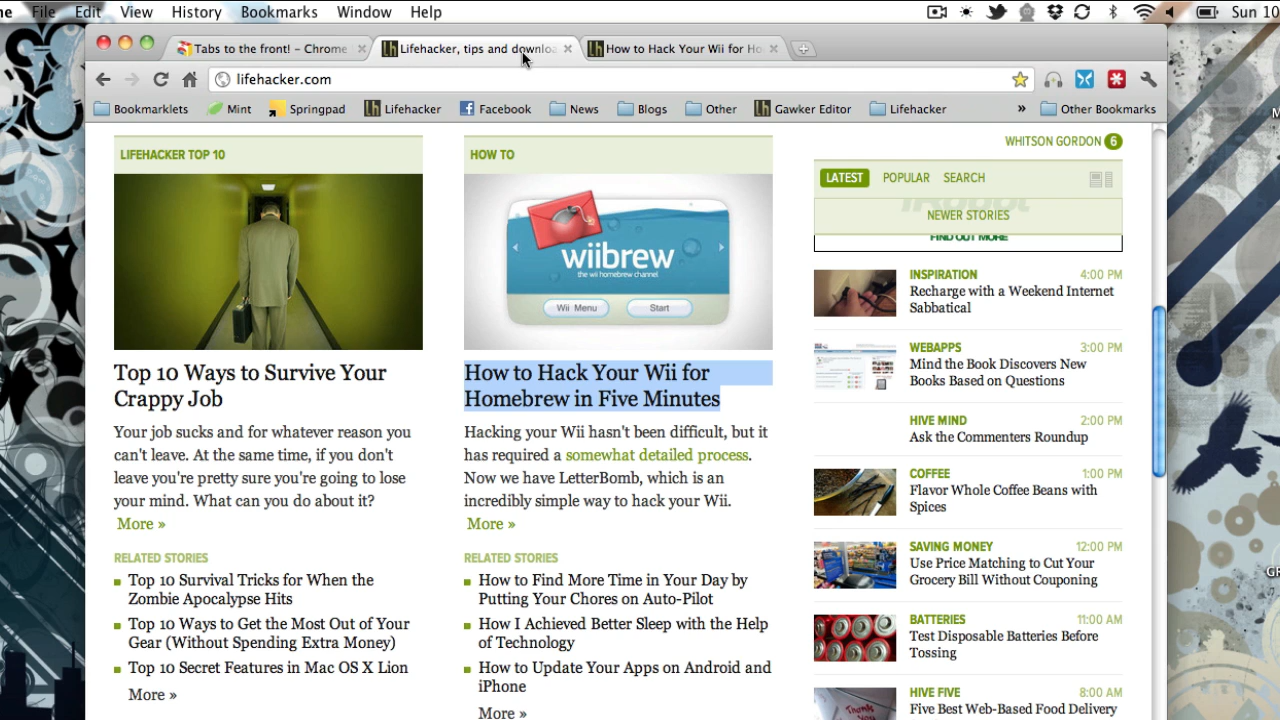 File Edit View History Bookmarks Window Help Sun 10
Tabs to the front! – Chrome
Lifehacker, tips and downloa
How to Hack Your Wii for Ho
lifehacker.com
Bookmarklets Mint Springpad Lifehacker Facebook News Blogs Other Gawker Editor Lifehacker » Other Bookmarks
LIFEHACKER TOP 10
Top 10 Ways to Survive Your
Crappy Job
Your job sucks and for whatever reason you
can't leave. At the same time, if you don't
leave you're pretty sure you're going to lose
your mind. What can you do about it?
More »
RELATED STORIES
Top 10 Survival Tricks for When the
Zombie Apocalypse Hits
Top 10 Ways to Get the Most Out of Your
Gear (Without Spending Extra Money)
Top 10 Secret Features in Mac OS X Lion
More »
HOW TO
wiibrew
the wii homebrew channel
Wii Menu Start
How to Hack Your Wii for
Homebrew in Five Minutes
Hacking your Wii hasn't been difficult, but it
has required a somewhat detailed process.
Now we have LetterBomb, which is an
incredibly simple way to hack your Wii.
More »
RELATED STORIES
How to Find More Time in Your Day by
Putting Your Chores on Auto-Pilot
How I Achieved Better Sleep with the Help
of Technology
How to Update Your Apps on Android and
iPhone
More »
WHITSON GORDON 6
LATEST POPULAR SEARCH
NEWER STORIES
FIND OUT MORE
INSPIRATION 4:00 PM
Recharge with a Weekend Internet
Sabbatical
WEBAPPS 3:00 PM
Mind the Book Discovers New
Books Based on Questions
HIVE MIND 2:00 PM
Ask the Commenters Roundup
COFFEE 1:00 PM
Flavor Whole Coffee Beans with
Spices
SAVING MONEY 12:00 PM
Use Price Matching to Cut Your
Grocery Bill Without Couponing
BATTERIES 11:00 AM
Test Disposable Batteries Before
Tossing
HIVE FIVE 8:00 AM
Five Best Web-Based Food Delivery